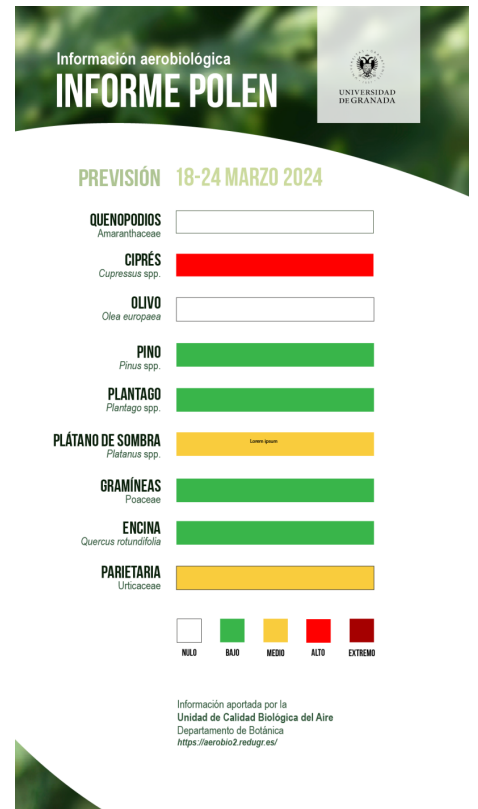 Información aerobiológica
INFORME POLEN
UNIVERSIDAD
DE GRANADA
PREVISIÓN 18-24 MARZO 2024
QUENOPODIOS
Amaranthaceae
CIPRÉS
Cupressus spp.
OLIVO
Olea europaea
PINO
Pinus spp.
PLANTAGO
Plantago spp.
PLÁTANO DE SOMBRA
Platanus spp.
Lorem ipsum
GRAMÍNEAS
Poaceae
ENCINA
Quercus rotundifolia
PARIETARIA
Urticaceae
NULO BAJO MEDIO ALTO EXTREMO
Información aportada por la
Unidad de Calidad Biológica del Aire
Departamento de Botánica
https://aerobio2.redugr.es/